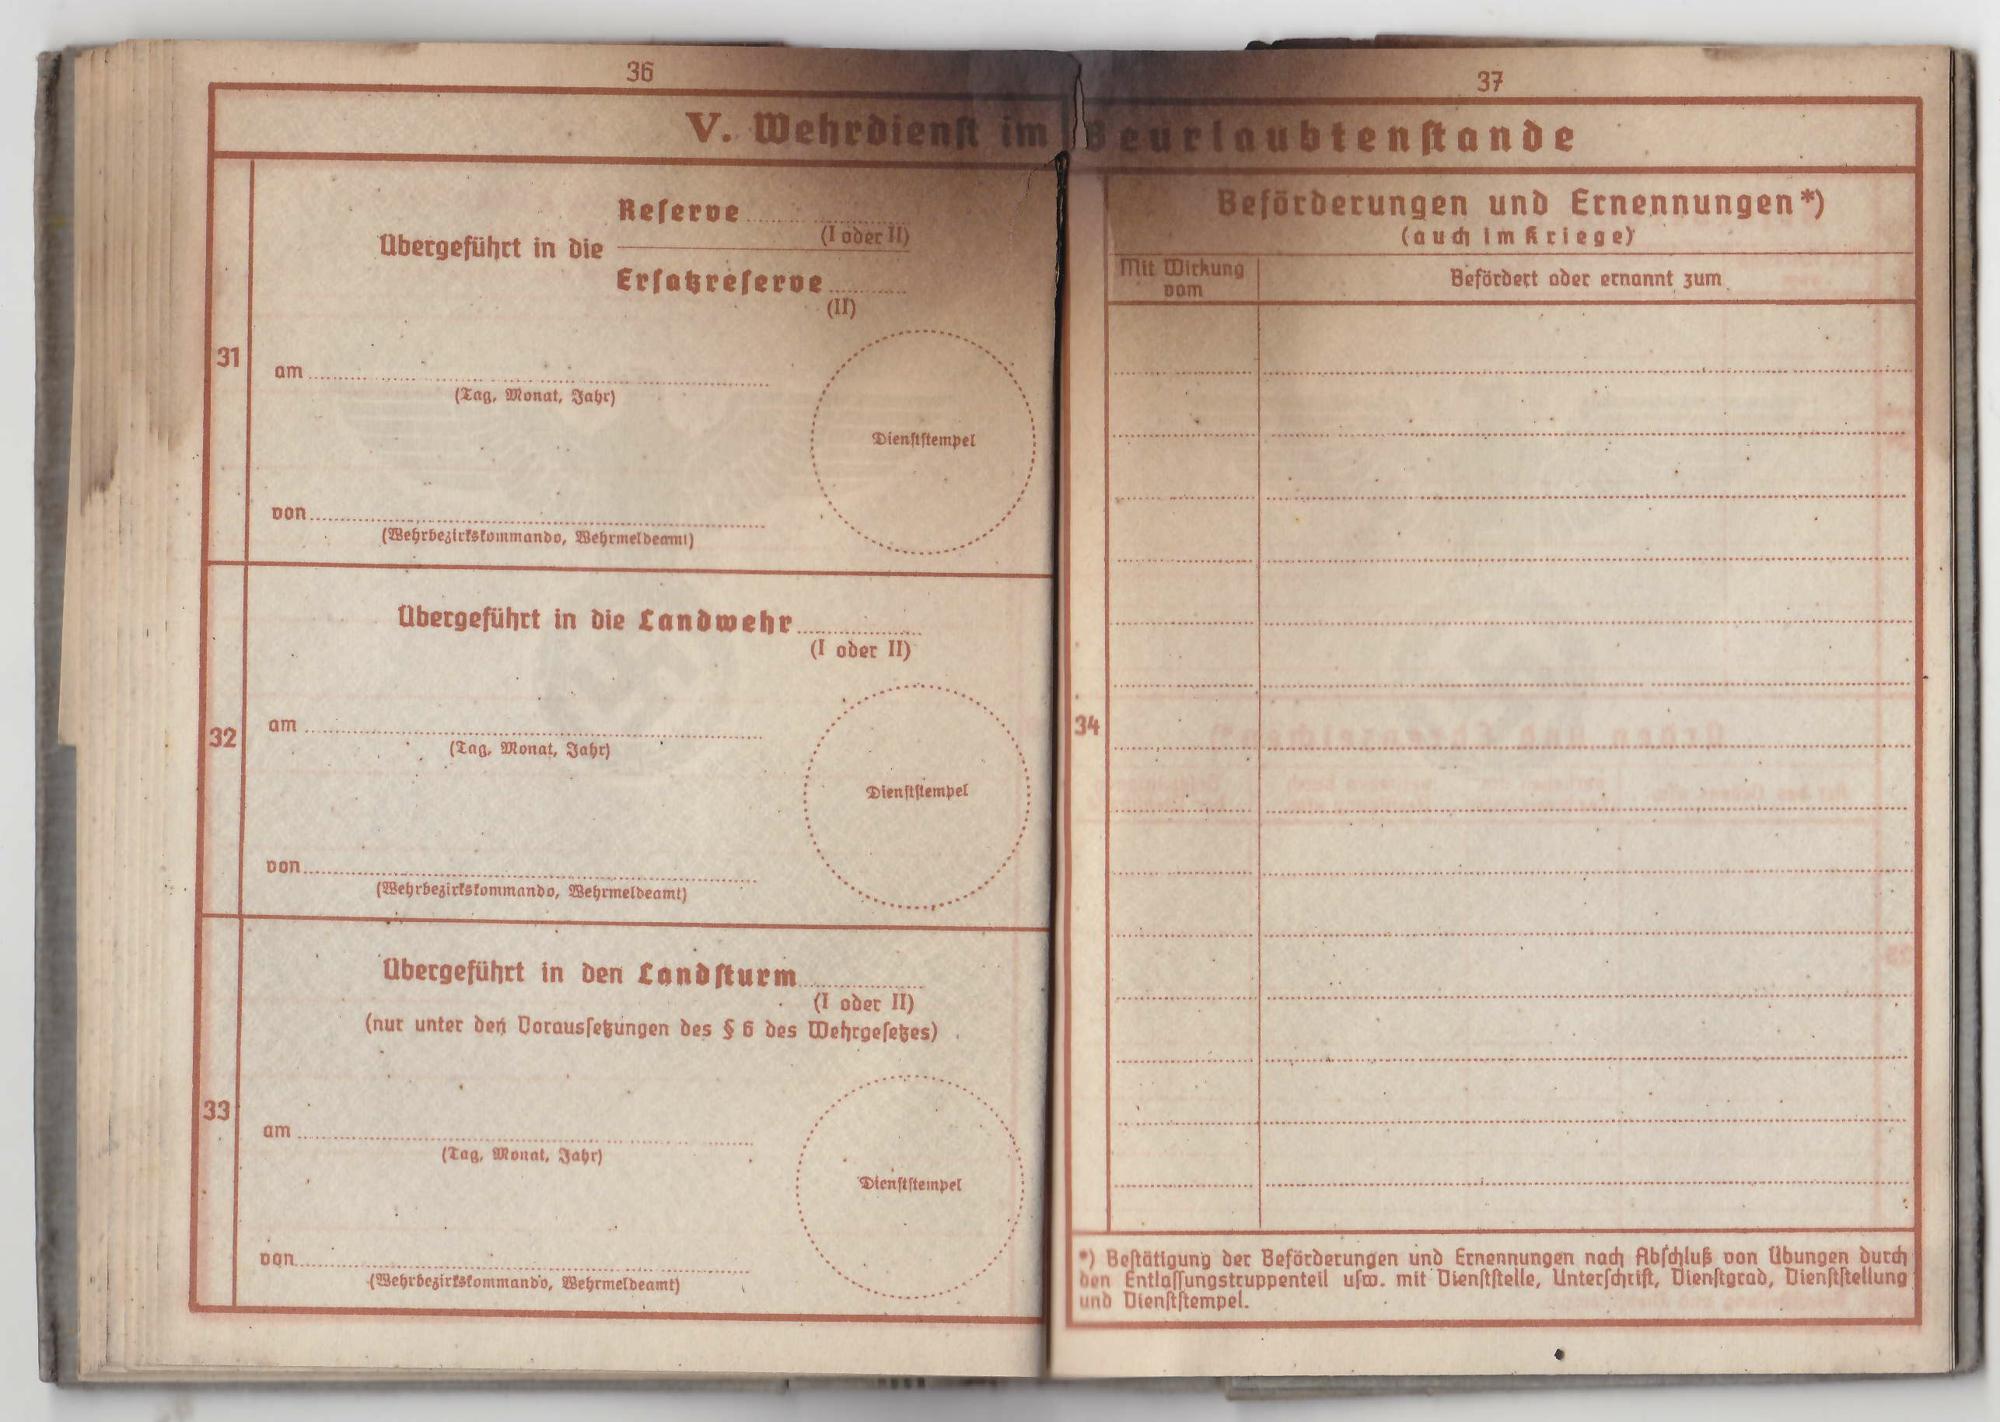 36
V. Wehrdienst im Beurlaubtenstande
Reserve
(I oder II)
Übergeführt in die
Ersatzreserve
(II)
31
am
(Tag, Monat, Jahr)
Dienststempel
von
(Wehrbezirkskommando, Wehrmeldeamt)
Übergeführt in die Landwehr
(I oder II)
32
am
(Tag, Monat, Jahr)
Dienststempel
von
(Wehrbezirkskommando, Wehrmeldeamt)
Übergeführt in den Landsturm
(I oder II)
(nur unter den Voraussetzungen des § 6 des Wehrgesetzes)
33
am
(Tag, Monat, Jahr)
Dienststempel
von
(Wehrbezirkskommando, Wehrmeldeamt)
37
Beförderungen und Ernennungen*)
(auch im Kriege)
Mit Wirkung
vom
Befördert oder ernannt zum
34
*) Bestätigung der Beförderungen und Ernennungen nach Abschluß von Übungen durch
den Entlassungstruppenteil usw. mit Dienststelle, Unterschrift, Dienstgrad, Dienststellung
und Dienststempel.